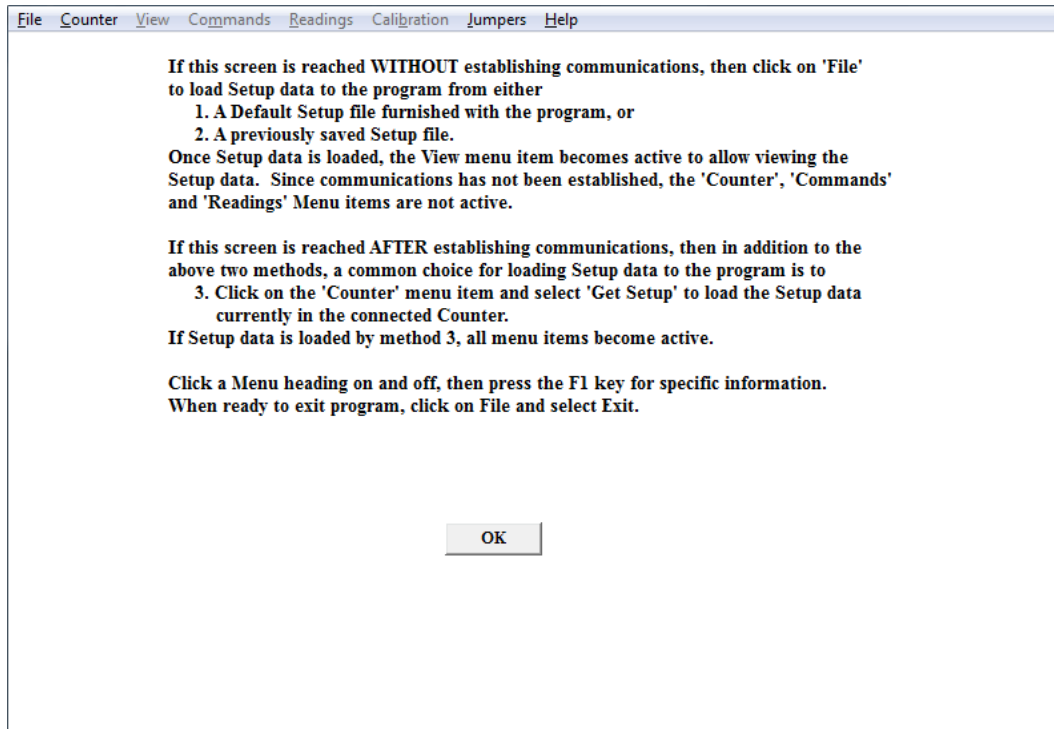 File Counter View Commands Readings Calibration Jumpers Help
If this screen is reached WITHOUT establishing communications, then click on 'File'
to load Setup data to the program from either
1. A Default Setup file furnished with the program, or
2. A previously saved Setup file.
Once Setup data is loaded, the View menu item becomes active to allow viewing the
Setup data. Since communications has not been established, the 'Counter', 'Commands'
and 'Readings' Menu items are not active.
If this screen is reached AFTER establishing communications, then in addition to the
above two methods, a common choice for loading Setup data to the program is to
3. Click on the 'Counter' menu item and select 'Get Setup' to load the Setup data
currently in the connected Counter.
If Setup data is loaded by method 3, all menu items become active.
Click a Menu heading on and off, then press the F1 key for specific information.
When ready to exit program, click on File and select Exit.
OK